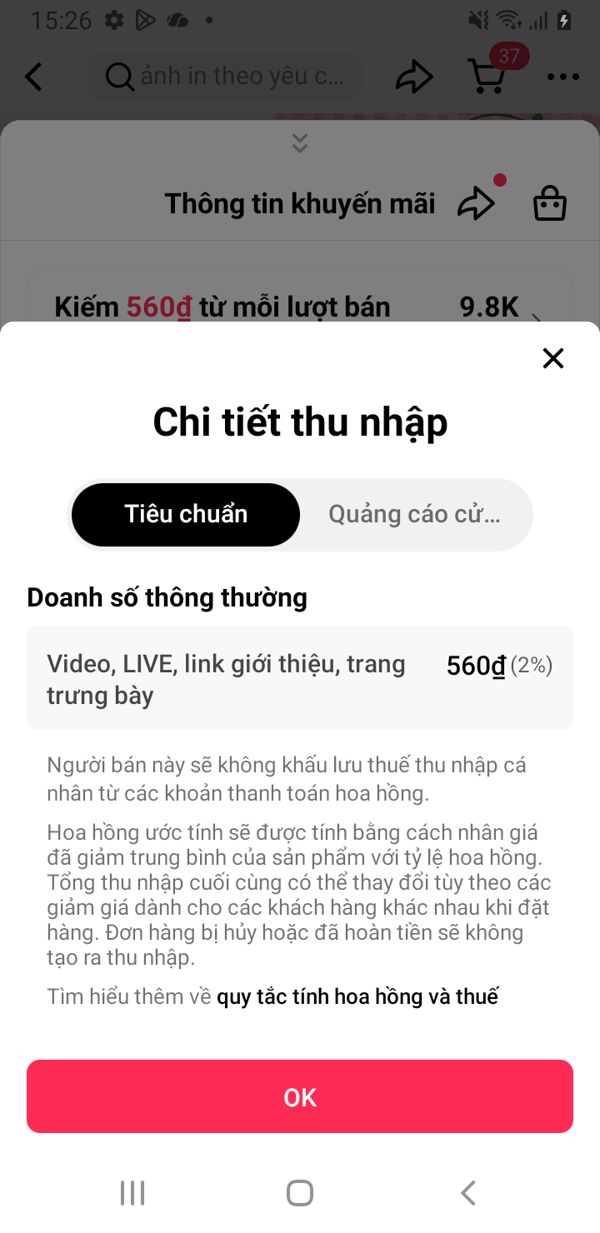 15:26
37
ảnh in theo yêu c...
Thông tin khuyến mãi
Kiếm 560₫ từ mỗi lượt bán 9.8K
Chi tiết thu nhập
Tiêu chuẩn Quảng cáo cử...
Doanh số thông thường
Video, LIVE, link giới thiệu, trang 560₫ (2%)
trưng bày
Người bán này sẽ không khấu lưu thuế thu nhập cá
nhân từ các khoản thanh toán hoa hồng.
Hoa hồng ước tính sẽ được tính bằng cách nhân giá
đã giảm trung bình của sản phẩm với tỷ lệ hoa hồng.
Tổng thu nhập cuối cùng có thể thay đổi tùy theo các
giảm giá dành cho các khách hàng khác nhau khi đặt
hàng. Đơn hàng bị hủy hoặc đã hoàn tiền sẽ không
tạo ra thu nhập.
Tìm hiểu thêm về quy tắc tính hoa hồng và thuế
OK